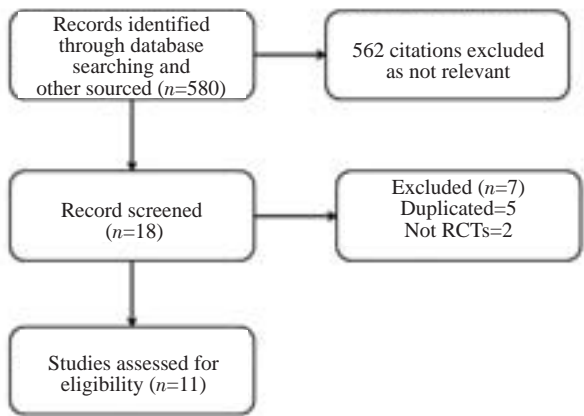 Records identified
through database
searching and
other sourced (n=580)
562 citations excluded
as not relevant
Record screened
(n=18)
Excluded (n=7)
Duplicated=5
Not RCTs=2
Studies assessed for
eligibility (n=11)